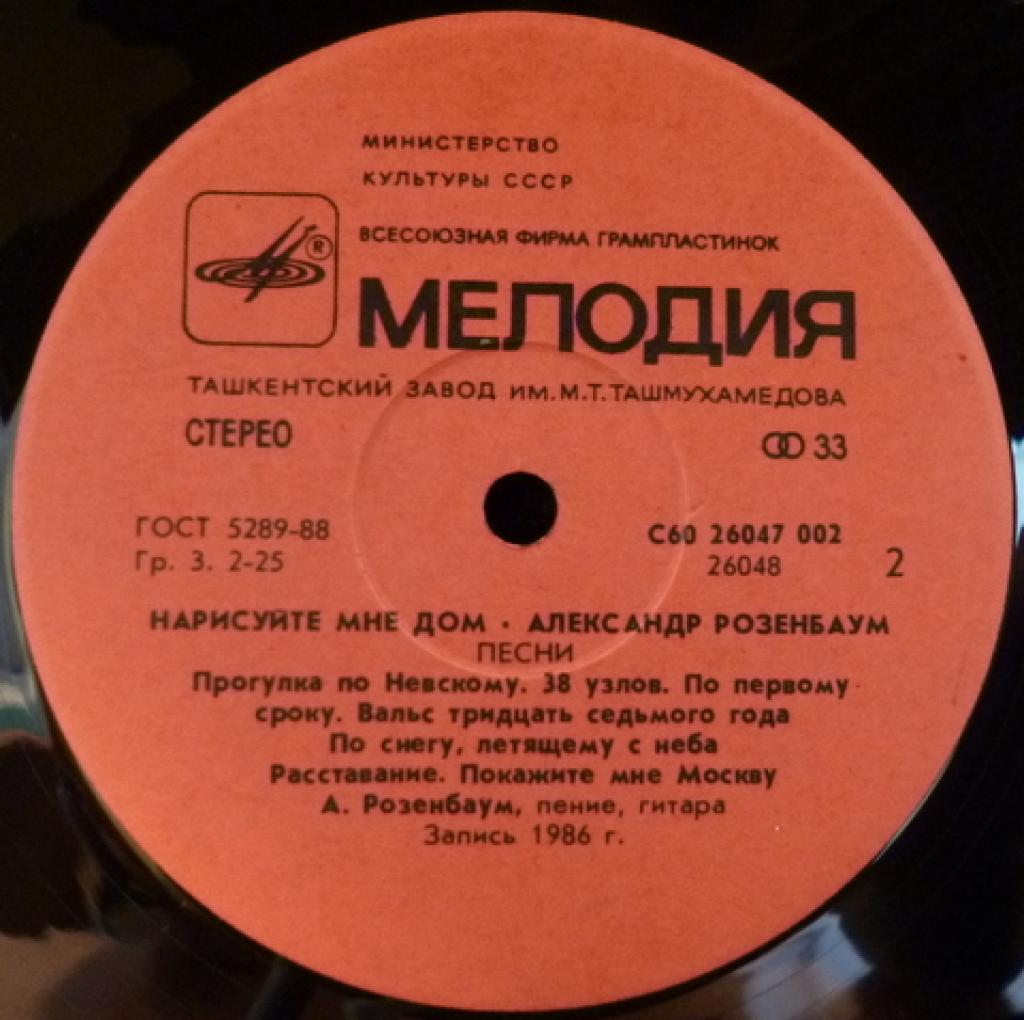 МИНИСТЕРСТВО
КУЛЬТУРЫ СССР
ВСЕСОЮЗНАЯ ФИРМА ГРАМПЛАСТИНОК
®
МЕЛОДИЯ
ТАШКЕНТСКИЙ ЗАВОД ИМ. М.Т. ТАШМУХАМЕДОВА
СТЕРЕО 33
ГОСТ 5289-88 С60 26047 002
Гр. 3. 2-25 26048 2
НАРИСУЙТЕ МНЕ ДОМ · АЛЕКСАНДР РОЗЕНБАУМ
ПЕСНИ
Прогулка по Невскому. 38 узлов. По первому
сроку. Вальс тридцать седьмого года
По снегу, летящему с неба
Расставание. Покажите мне Москву
А. Розенбаум, пение, гитара
Запись 1986 г.